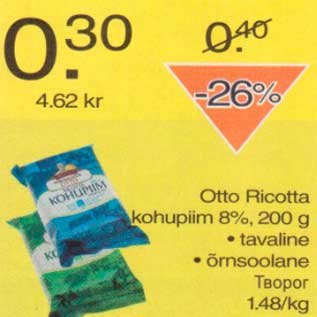 0.30
0.40
4.62 kr
-26%
KOHUPIIM
Otto Ricotta
kohupiim 8%, 200 g
• tavaline
• õrnsoolane
Творог
1.48/kg